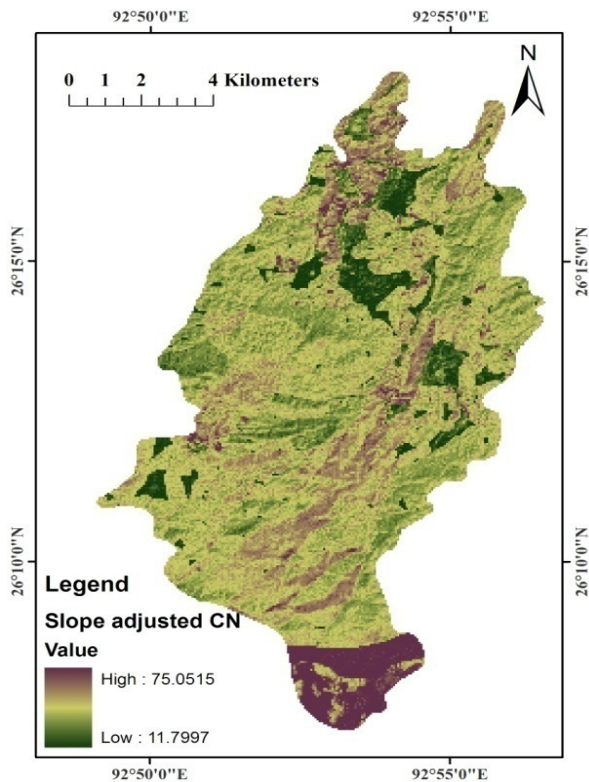 92°50'0"E 92°55'0"E
0 1 2 4 Kilometers
N
26°15'0"N 26°15'0"N
26°10'0"N 26°10'0"N
Legend
Slope adjusted CN
Value
High : 75.0515
Low : 11.7997
92°50'0"E 92°55'0"E